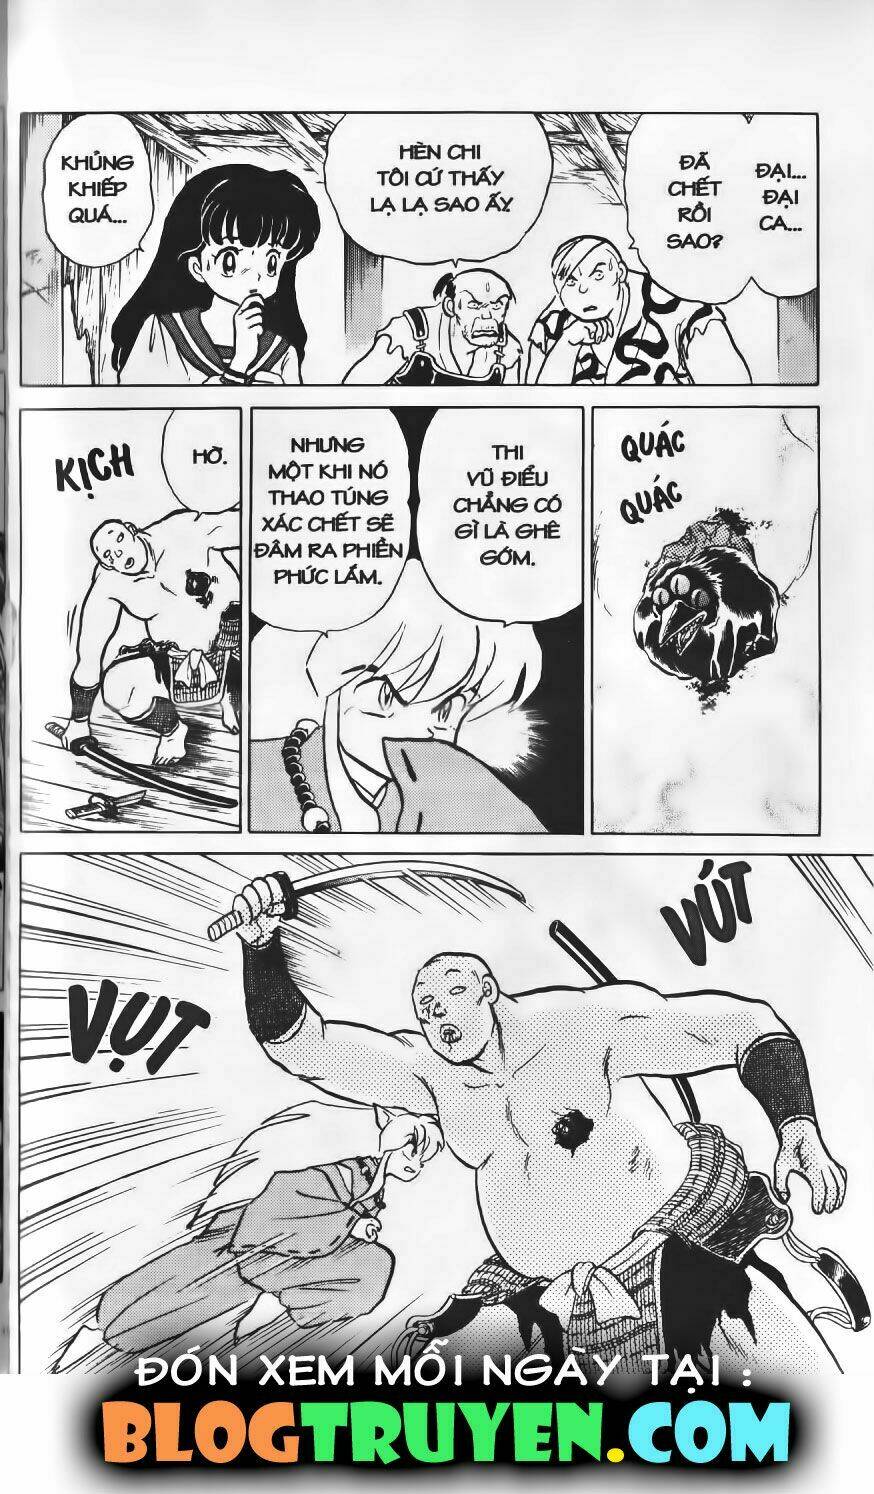 ĐẠI...
ĐẠI
CA...
ĐÃ
CHẾT
RỒI
SAO?
HÈN CHI
TÔI CỨ THẤY
LẠ LẠ SAO ẤY.
KHỦNG
KHIẾP
QUÁ...
QUÁC
QUÁC
THI
VŨ ĐIỂU
CHẲNG CÓ
GÌ LÀ GHÊ
GỚM.
NHƯNG
MỘT KHI NÓ
THAO TÚNG
XÁC CHẾT SẼ
ĐÂM RA PHIỀN
PHỨC LẮM.
HỜ.
KỊCH
VÚT
VỤT
ĐÓN XEM MỖI NGÀY TẠI :
BLOGTRUYEN.COM